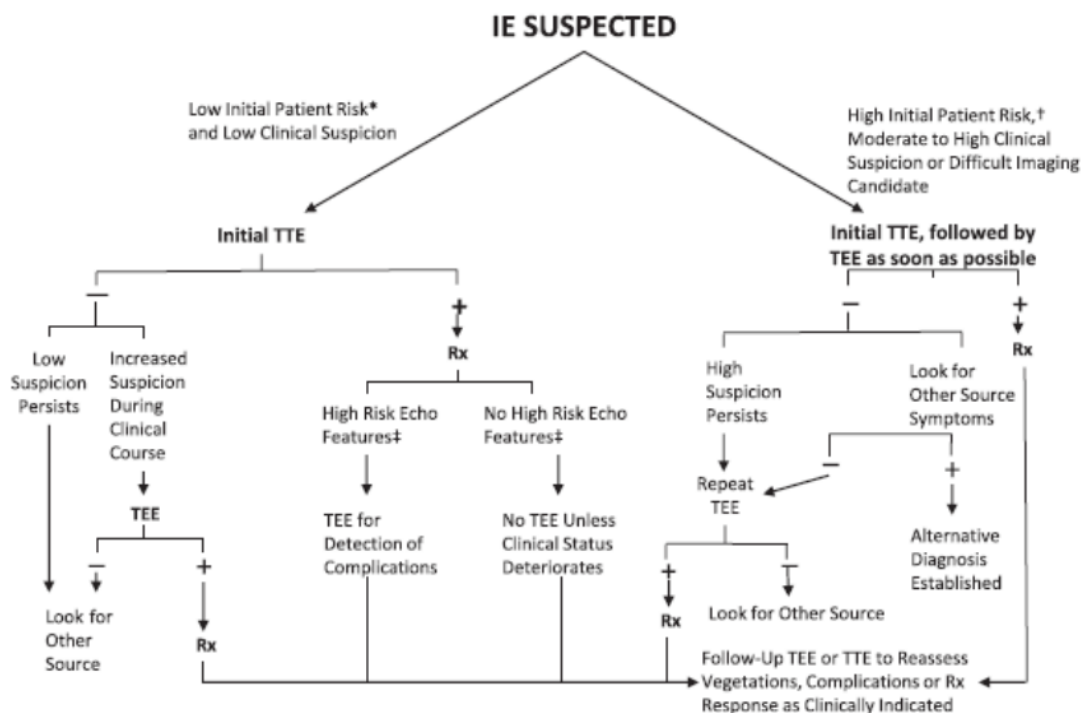 IE SUSPECTED
Low Initial Patient Risk*
and Low Clinical Suspicion
High Initial Patient Risk,†
Moderate to High Clinical
Suspicion or Difficult Imaging
Candidate
Initial TTE
Initial TTE, followed by
TEE as soon as possible
−
+
−
+
Low
Suspicion
Persists
Increased
Suspicion
During
Clinical
Course
Rx
High
Suspicion
Persists
Look for
Other Source
Symptoms
Rx
High Risk Echo
Features‡
No High Risk Echo
Features‡
−
+
Repeat
TEE
TEE
TEE for
Detection of
Complications
No TEE Unless
Clinical Status
Deteriorates
Alternative
Diagnosis
Established
−
+
+
−
Look for
Other
Source
Rx
Rx
Look for Other Source
Follow-Up TEE or TTE to Reassess
Vegetations, Complications or Rx
Response as Clinically Indicated